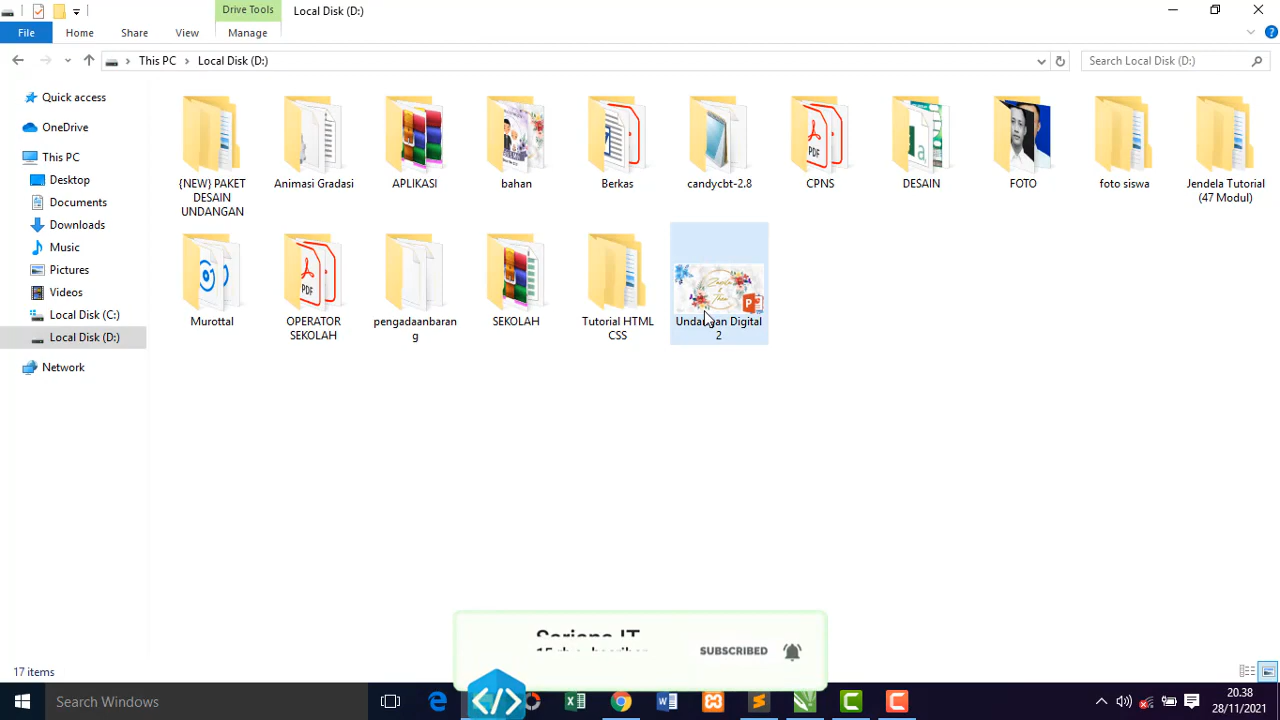 Drive Tools
Local Disk (D:)
File
Home
Share
View
Manage
This PC
Local Disk (D:)
Search Local Disk (D:)
Quick access
OneDrive
This PC
Desktop
Documents
Downloads
Music
Pictures
Videos
Local Disk (C:)
Local Disk (D:)
Network
{NEW} PAKET
DESAIN
UNDANGAN
Animasi Gradasi
APLIKASI
bahan
Berkas
candycbt-2.8
CPNS
DESAIN
FOTO
foto siswa
Jendela Tutorial
(47 Modul)
Murottal
OPERATOR
SEKOLAH
pengadaanbaran
g
SEKOLAH
Tutorial HTML
CSS
Undangan Digital
2
SUBSCRIBED
17 items
Search Windows
20.38
28/11/2021